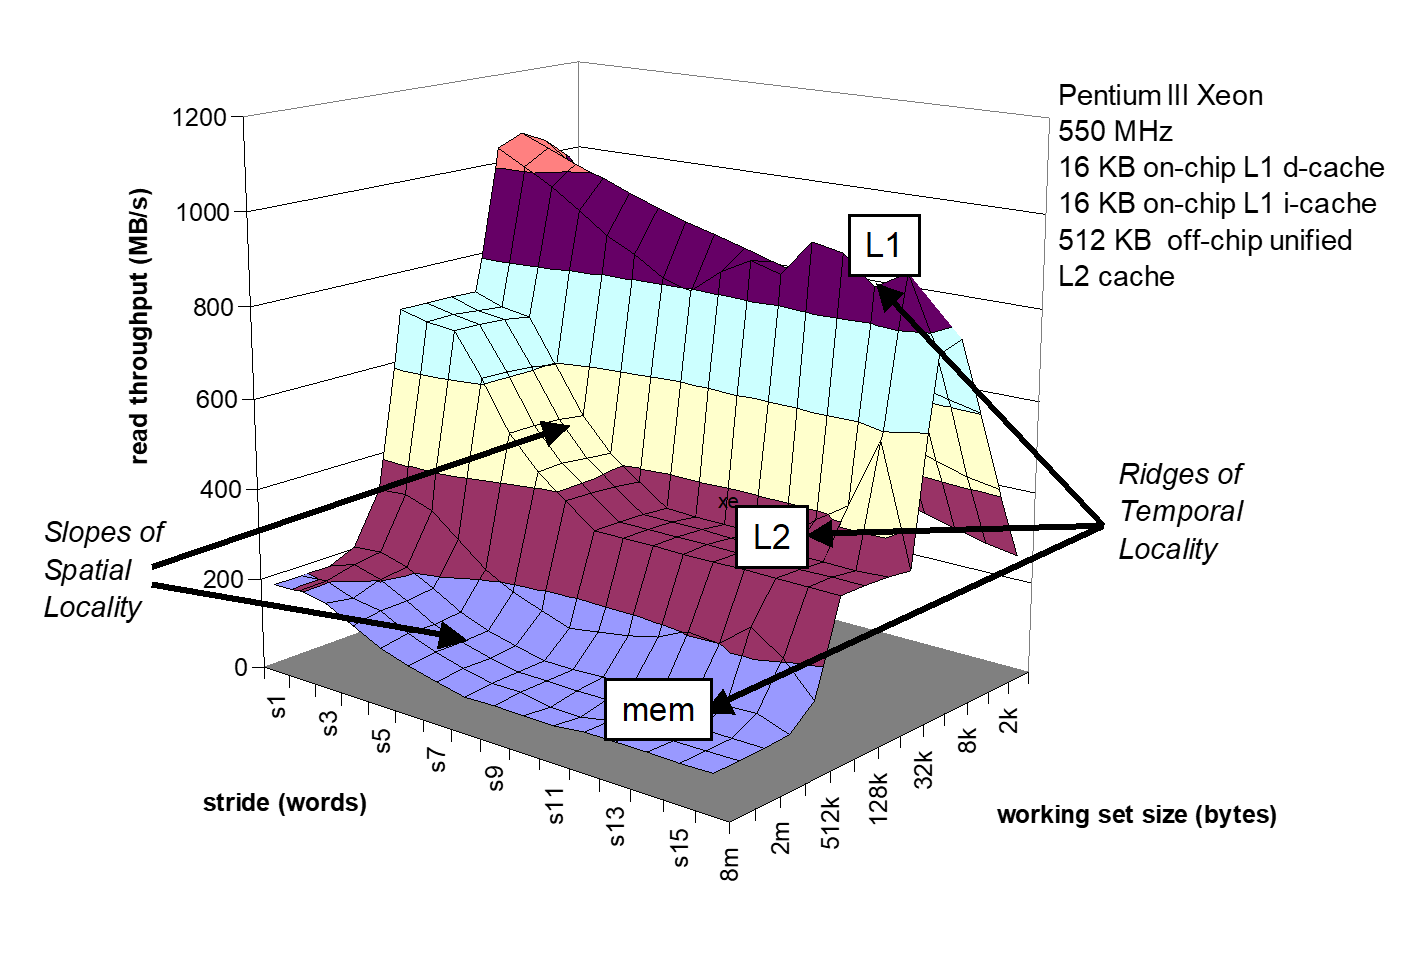 1200
1000
800
600
400
200
0
read throughput (MB/s)
Pentium III Xeon
550 MHz
16 KB on-chip L1 d-cache
16 KB on-chip L1 i-cache
512 KB off-chip unified
L2 cache
L1
xe
L2
mem
Ridges of
Temporal
Locality
Slopes of
Spatial
Locality
s1
s3
s5
s7
s9
s11
s13
s15
stride (words)
8m
2m
512k
128k
32k
8k
2k
working set size (bytes)